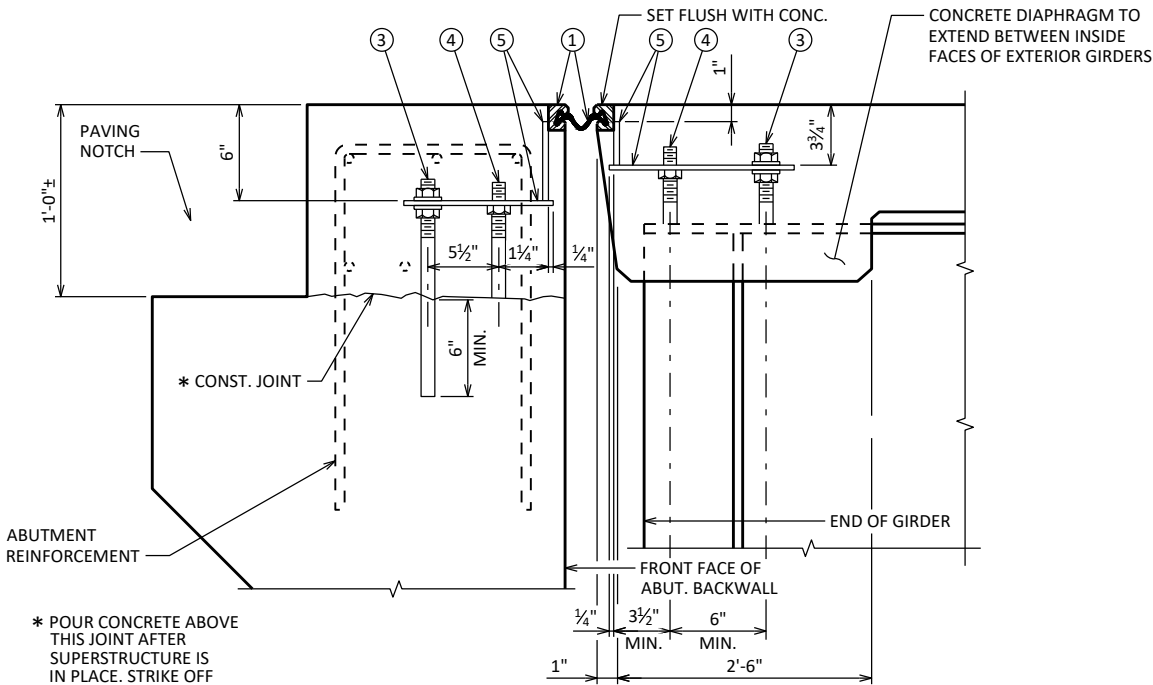 SET FLUSH WITH CONC.
CONCRETE DIAPHRAGM TO
EXTEND BETWEEN INSIDE
FACES OF EXTERIOR GIRDERS
3
4
5
1
5
4
3
1"
PAVING
NOTCH
6"
1'-0"±
3¾"
5½"
1¼"
¼"
6"
MIN.
* CONST. JOINT
ABUTMENT
REINFORCEMENT
END OF GIRDER
FRONT FACE OF
ABUT. BACKWALL
* POUR CONCRETE ABOVE
THIS JOINT AFTER
SUPERSTRUCTURE IS
IN PLACE. STRIKE OFF
¼"
3½"
MIN.
6"
MIN.
1"
2'-6"